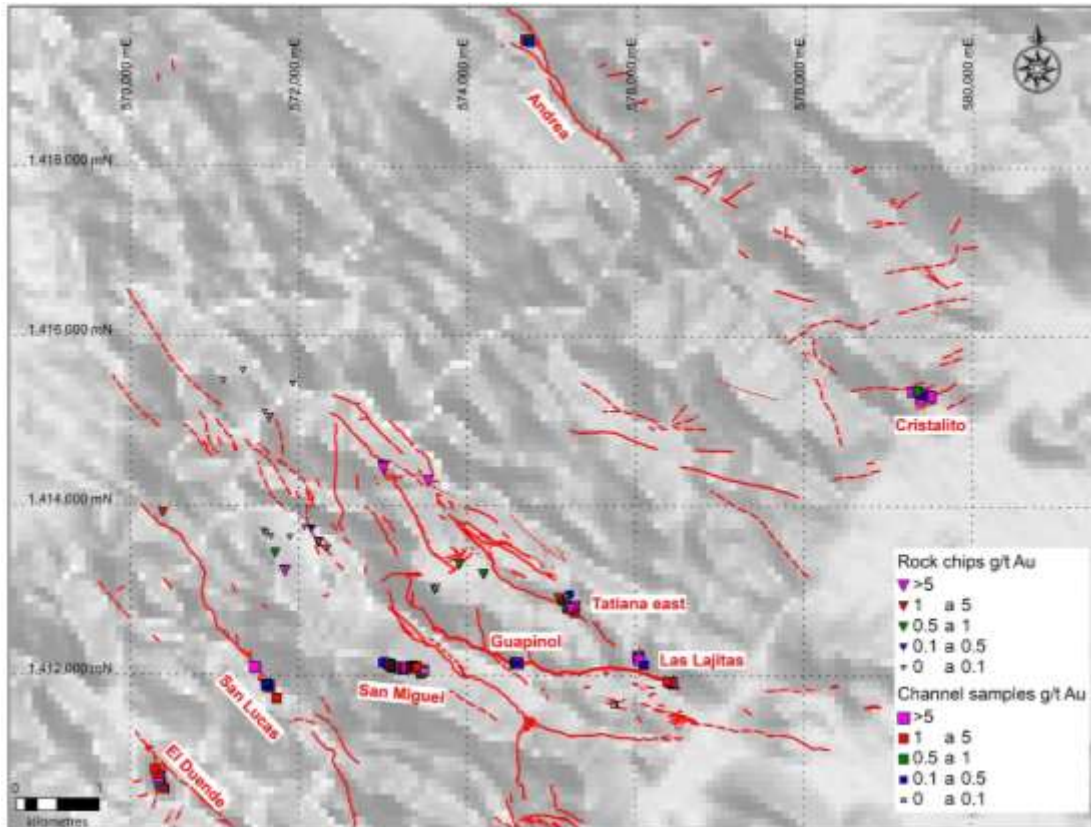 570,000 mE
572,000 mE
574,000 mE
576,000 mE
578,000 mE
580,000 mE
Andrea
1,418,000 mN
1,416,000 mN
Cristalito
1,414,000 mN
Tatiana east
Guapinol
Las Lajitas
1,412,000 mN
San Miguel
San Lucas
El Duende
0 1
kilometres
Rock chips g/t Au
>5
1 a 5
0.5 a 1
0.1 a 0.5
0 a 0.1
Channel samples g/t Au
>5
1 a 5
0.5 a 1
0.1 a 0.5
0 a 0.1